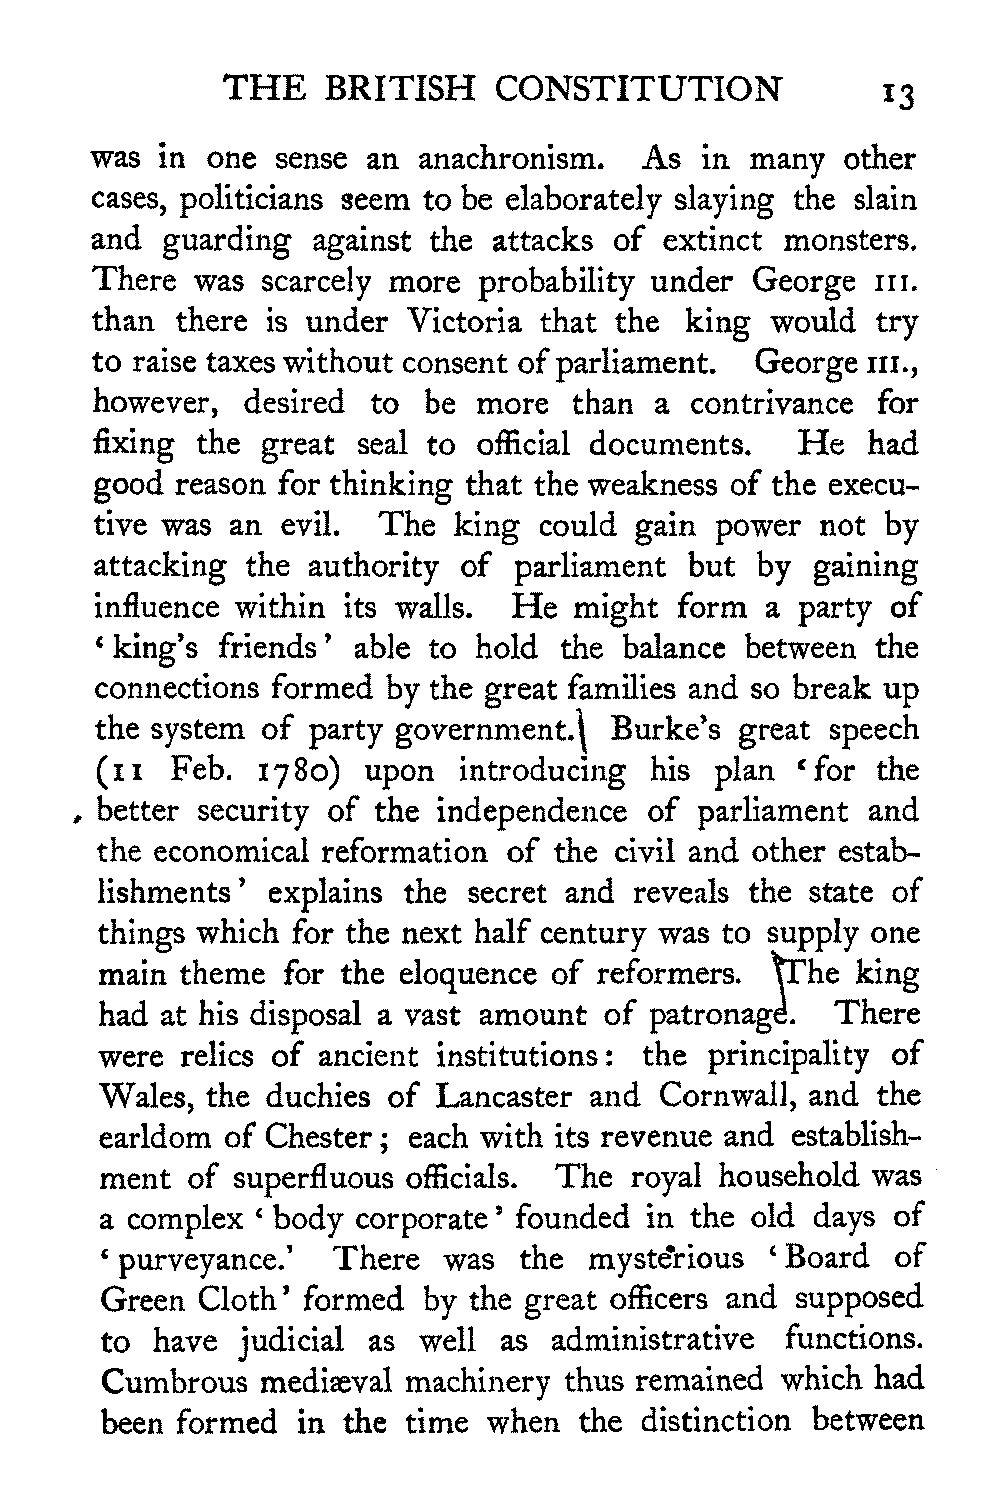 THE BRITISH CONSTITUTION 13
was in one sense an anachronism. As in many other
cases, politicians seem to be elaborately slaying the slain
and guarding against the attacks of extinct monsters.
There was scarcely more probability under George III.
than there is under Victoria that the king would try
to raise taxes without consent of parliament. George III.,
however, desired to be more than a contrivance for
fixing the great seal to official documents. He had
good reason for thinking that the weakness of the execu-
tive was an evil. The king could gain power not by
attacking the authority of parliament but by gaining
influence within its walls. He might form a party of
‘king’s friends’ able to hold the balance between the
connections formed by the great families and so break up
the system of party government. Burke’s great speech
(11 Feb. 1780) upon introducing his plan ‘for the
better security of the independence of parliament and
the economical reformation of the civil and other estab-
lishments’ explains the secret and reveals the state of
things which for the next half century was to supply one
main theme for the eloquence of reformers. The king
had at his disposal a vast amount of patronage. There
were relics of ancient institutions: the principality of
Wales, the duchies of Lancaster and Cornwall, and the
earldom of Chester; each with its revenue and establish-
ment of superfluous officials. The royal household was
a complex ‘body corporate’ founded in the old days of
‘purveyance.’ There was the mysterious ‘Board of
Green Cloth’ formed by the great officers and supposed
to have judicial as well as administrative functions.
Cumbrous mediæval machinery thus remained which had
been formed in the time when the distinction between